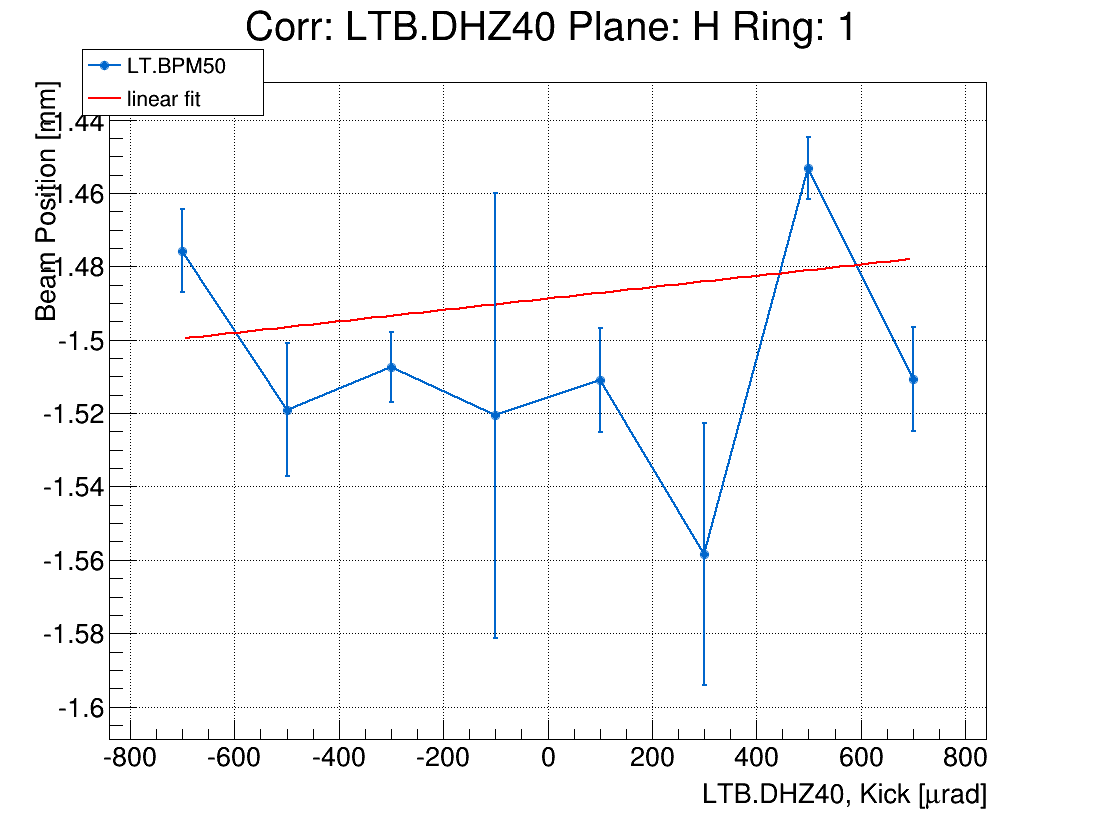 Corr: LTB.DHZ40 Plane: H Ring: 1
LT.BPM50
linear fit
Beam Position [mm]
-1.44
-1.46
-1.48
-1.5
-1.52
-1.54
-1.56
-1.58
-1.6
-800 -600 -400 -200 0 200 400 600 800
LTB.DHZ40, Kick [μrad]